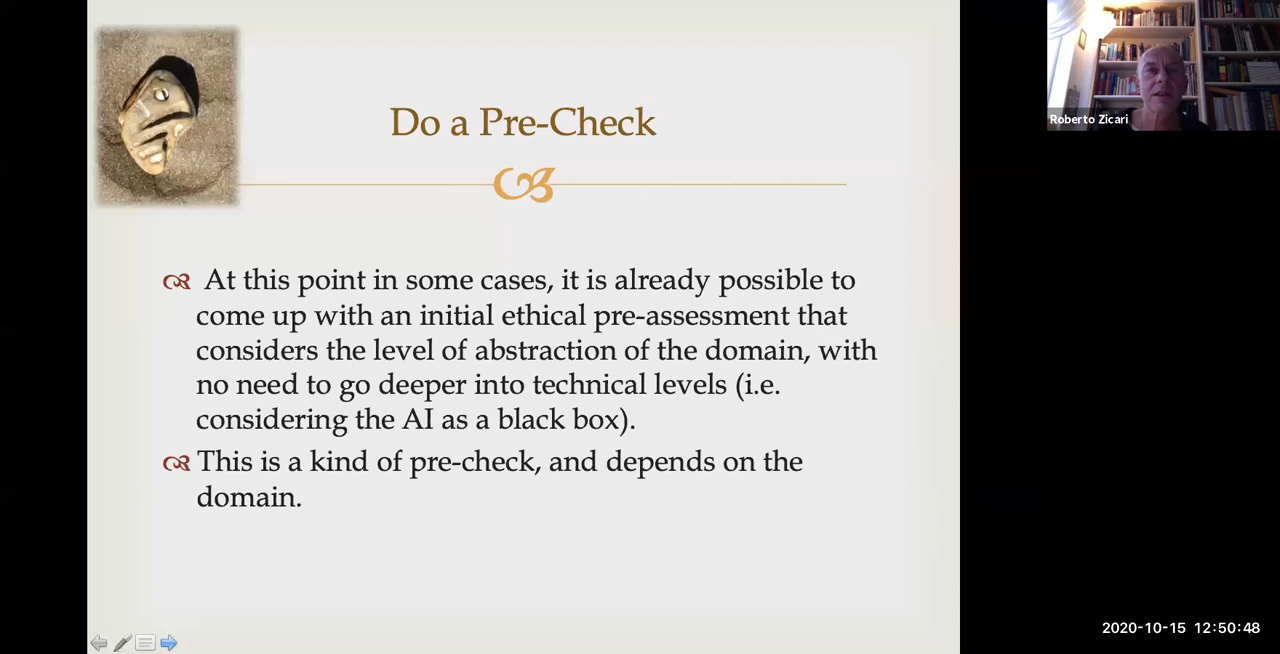 Roberto Zicari
Do a Pre-Check
At this point in some cases, it is already possible to
come up with an initial ethical pre-assessment that
considers the level of abstraction of the domain, with
no need to go deeper into technical levels (i.e.
considering the AI as a black box).
This is a kind of pre-check, and depends on the
domain.
2020-10-15 12:50:48